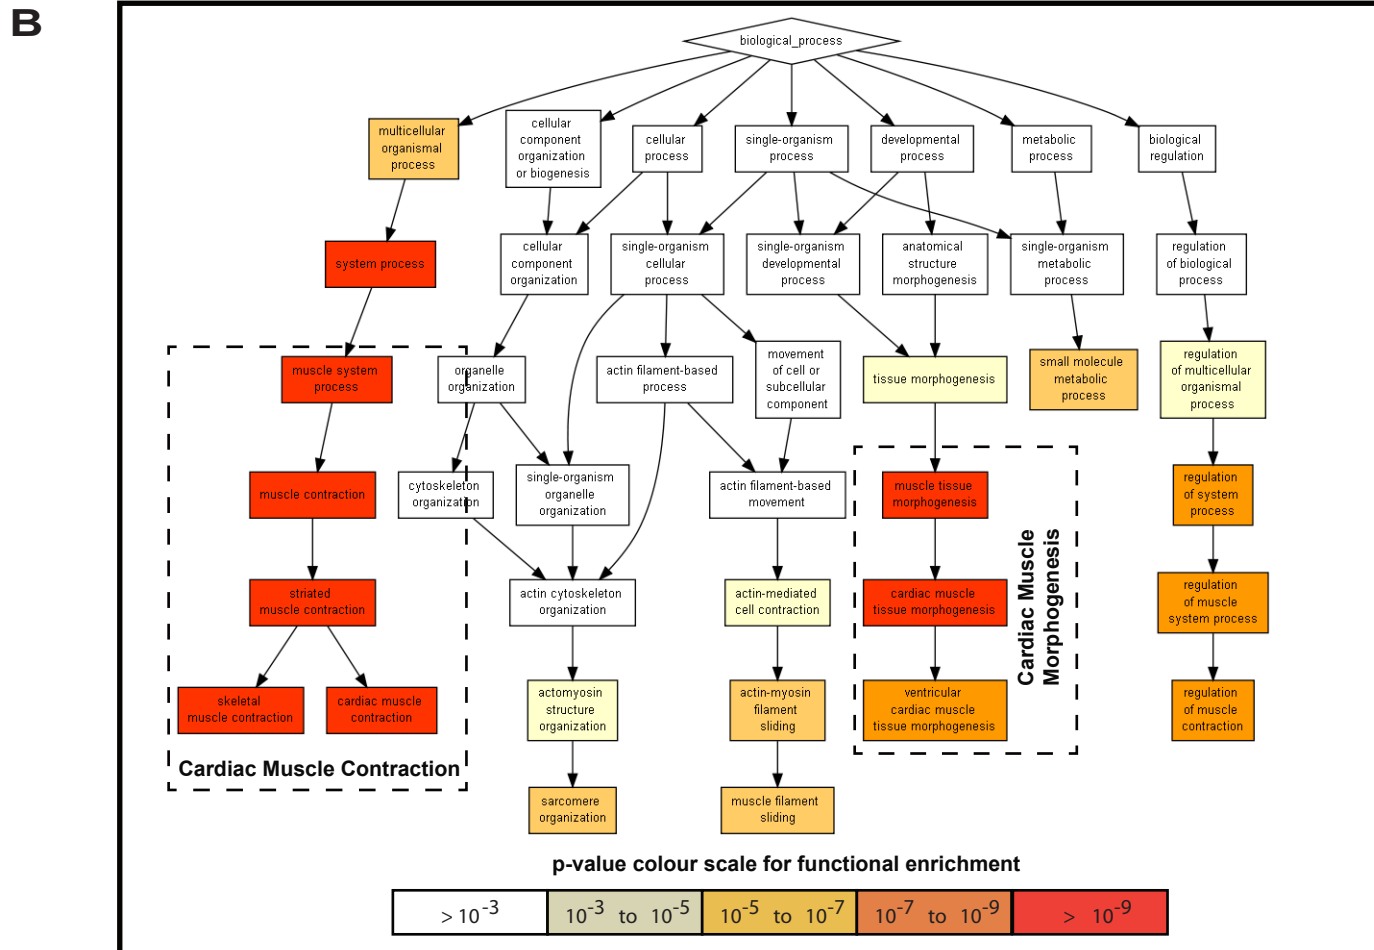 B
biological_process
multicellular
organismal
process
cellular
component
organization
or biogenesis
cellular
process
single-organism
process
developmental
process
metabolic
process
biological
regulation
system process
cellular
component
organization
single-organism
cellular
process
single-organism
developmental
process
anatomical
structure
morphogenesis
single-organism
metabolic
process
regulation
of biological
process
muscle system
process
organelle
organization
actin filament-based
process
movement
of cell or
subcellular
component
tissue morphogenesis
small molecule
metabolic
process
regulation
of multicellular
organismal
process
muscle contraction
cytoskeleton
organization
single-organism
organelle
organization
actin filament-based
movement
muscle tissue
morphogenesis
regulation
of system
process
striated
muscle contraction
actin cytoskeleton
organization
actin-mediated
cell contraction
cardiac muscle
tissue morphogenesis
Cardiac Muscle
Morphogenesis
regulation
of muscle
system process
skeletal
muscle contraction
cardiac muscle
contraction
actomyosin
structure
organization
actin-myosin
filament
sliding
ventricular
cardiac muscle
tissue morphogenesis
regulation
of muscle
contraction
Cardiac Muscle Contraction
sarcomere
organization
muscle filament
sliding
p-value colour scale for functional enrichment
> 10^-3
10^-3 to 10^-5
10^-5 to 10^-7
10^-7 to 10^-9
> 10^-9